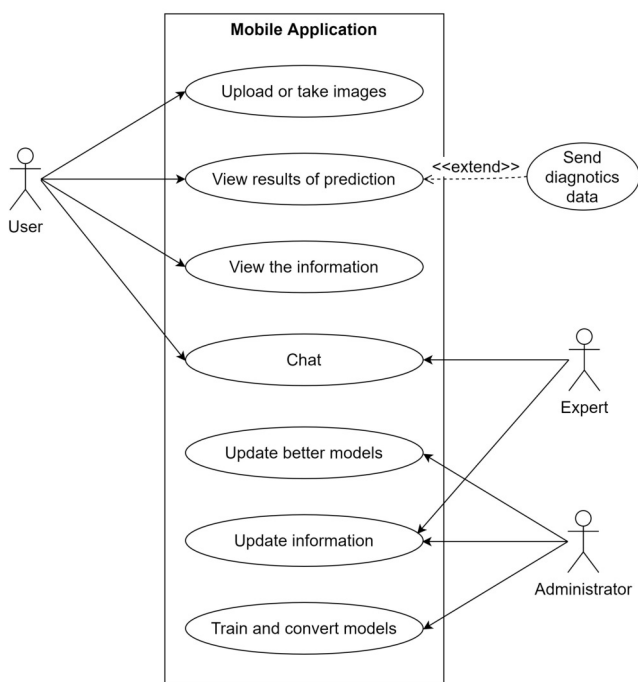 Mobile Application
Upload or take images
View results of prediction
<<extend>>
Send
diagnotics
data
User
View the information
Chat
Expert
Update better models
Update information
Administrator
Train and convert models